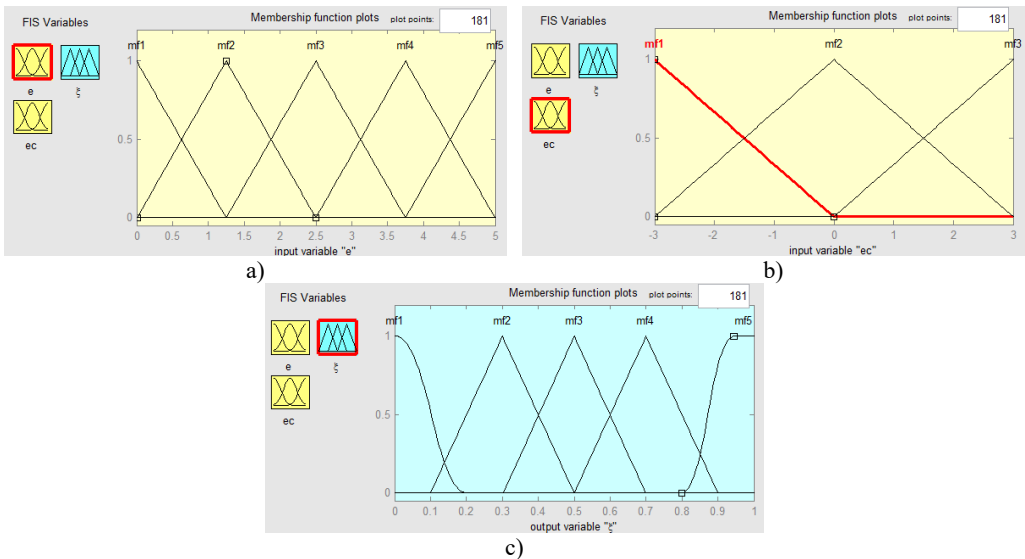 FIS Variables
Membership function plots plot points: 181
mf1 mf2 mf3 mf4 mf5
e ξ
ec
1
0.5
0
0 0.5 1 1.5 2 2.5 3 3.5 4 4.5 5
input variable "e"
a)
FIS Variables
Membership function plots plot points: 181
mf1 mf2 mf3
e ξ
ec
1
0.5
0
-3 -2 -1 0 1 2 3
input variable "ec"
b)
FIS Variables
Membership function plots plot points: 181
mf1 mf2 mf3 mf4 mf5
e ξ
ec
1
0.5
0
0 0.1 0.2 0.3 0.4 0.5 0.6 0.7 0.8 0.9 1
output variable "ξ"
c)